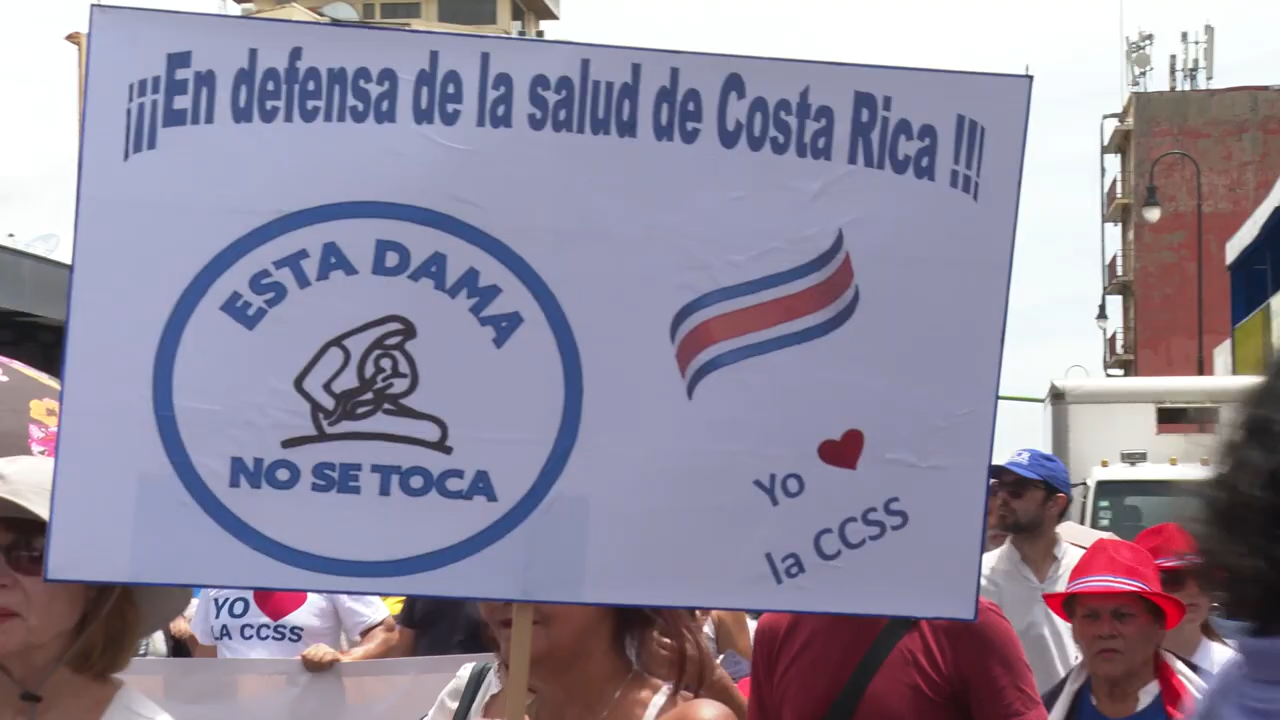 ¡¡¡En defensa de la salud de Costa Rica !!!
ESTA DAMA
NO SE TOCA
Yo
la CCSS
YO
LA CCSS